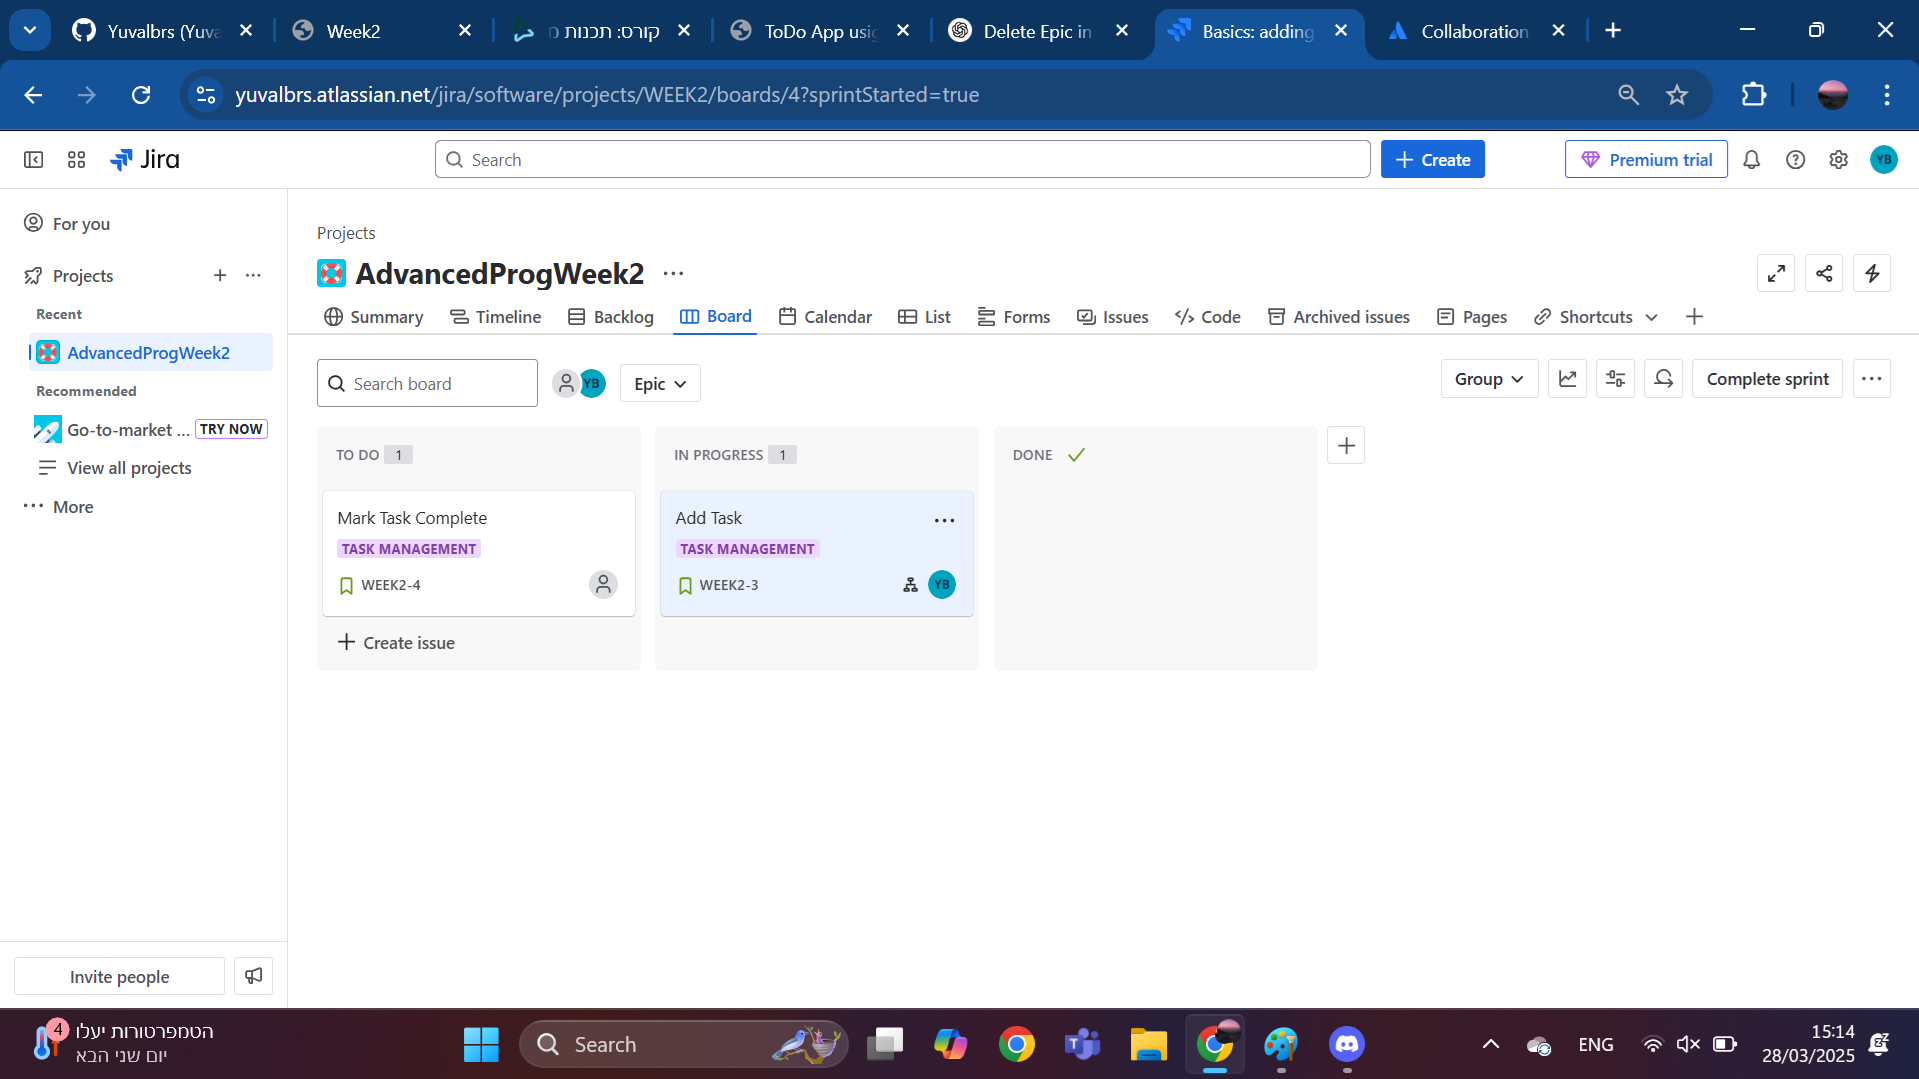 Yuvalbrs (Yuva
Week2
קורס: תכנות מ
ToDo App usi
Delete Epic in
Basics: adding
Collaboration
yuvalbrs.atlassian.net/jira/software/projects/WEEK2/boards/4?sprintStarted=true
Jira
Search
Create
Premium trial
YB
For you
Projects
Recent
AdvancedProgWeek2
Recommended
Go-to-market ... TRY NOW
View all projects
More
Projects
AdvancedProgWeek2
Summary
Timeline
Backlog
Board
Calendar
List
Forms
Issues
Code
Archived issues
Pages
Shortcuts
Search board
YB
Epic
Group
Complete sprint
TO DO 1
Mark Task Complete
TASK MANAGEMENT
WEEK2-4
Create issue
IN PROGRESS 1
Add Task
TASK MANAGEMENT
WEEK2-3
YB
DONE
Invite people
4
הטמפרטורות יעלו
יום שני הבא
Search
ENG
15:14
28/03/2025